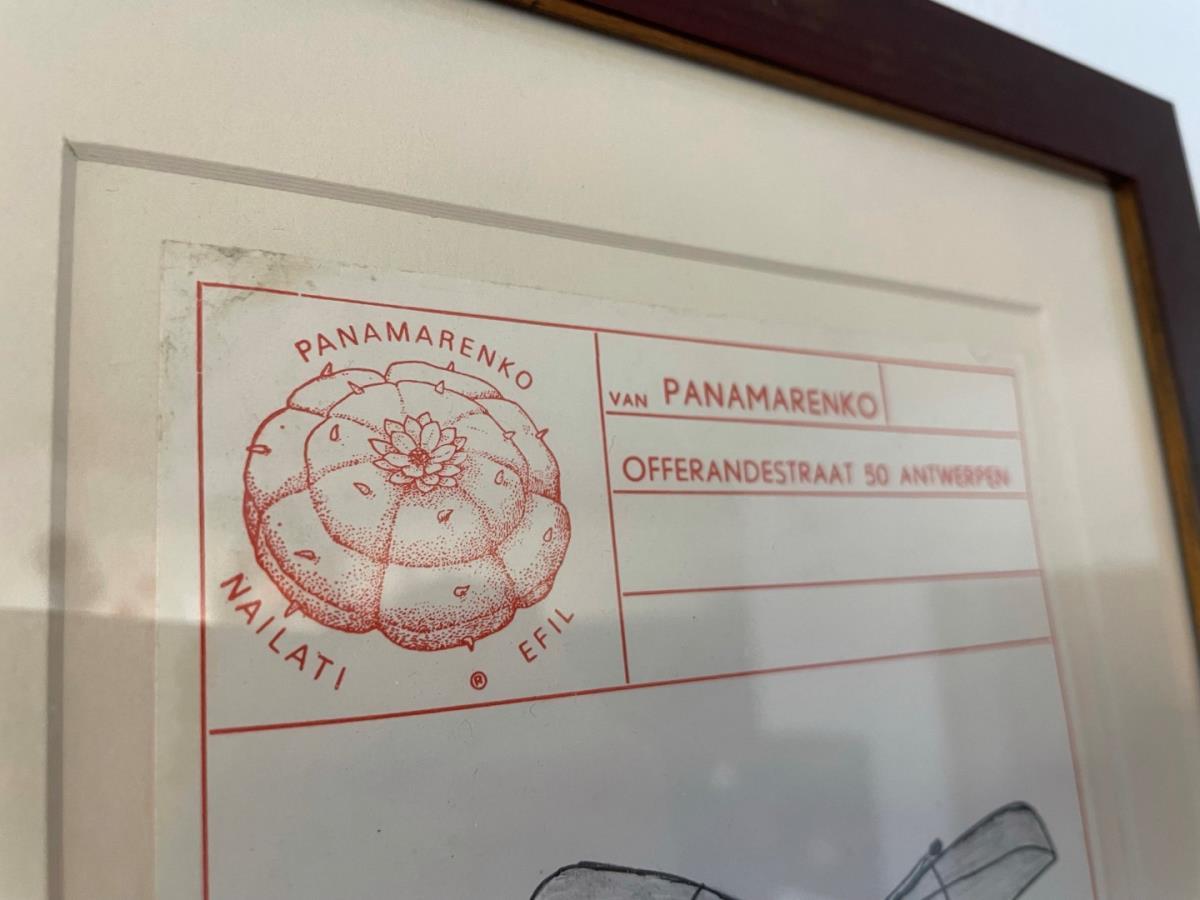 PANAMARENKO
NAILATI EFIL
®
VAN PANAMARENKO
OFFERANDESTRAAT 50 ANTWERPEN